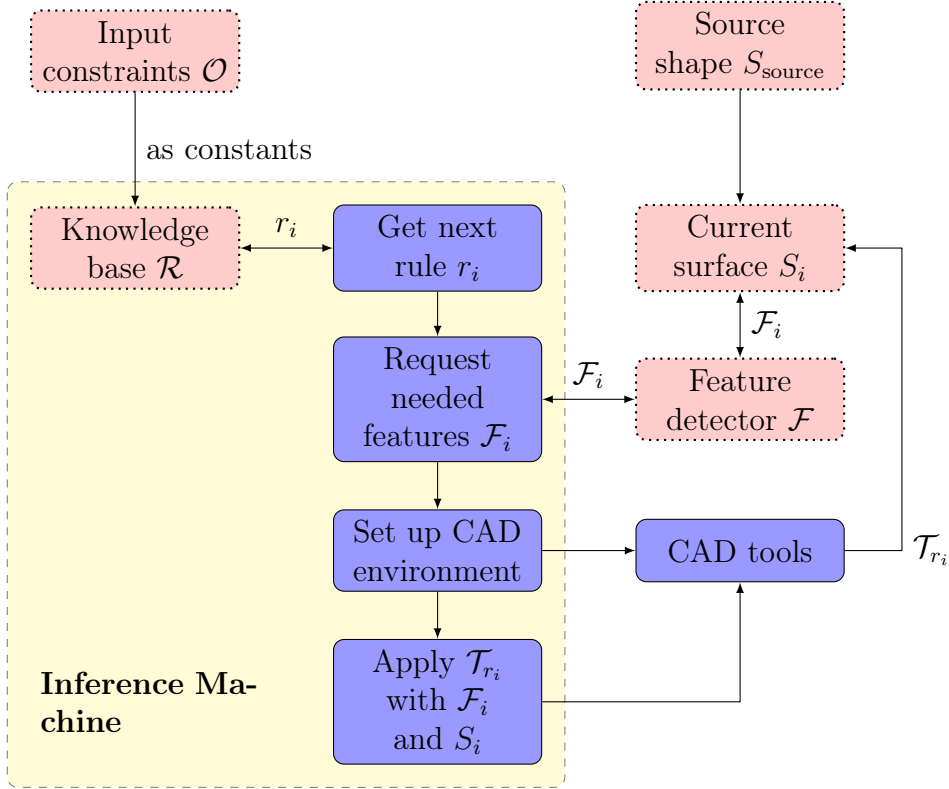 Input
constraints 𝒪
Source
shape S_source
as constants
Knowledge
base ℛ
r_i
Get next
rule r_i
Current
surface S_i
ℱ_i
Request
needed
features ℱ_i
ℱ_i
Feature
detector ℱ
Set up CAD
environment
CAD tools
𝒯_{r_i}
Inference Ma-
chine
Apply 𝒯_{r_i}
with ℱ_i
and S_i